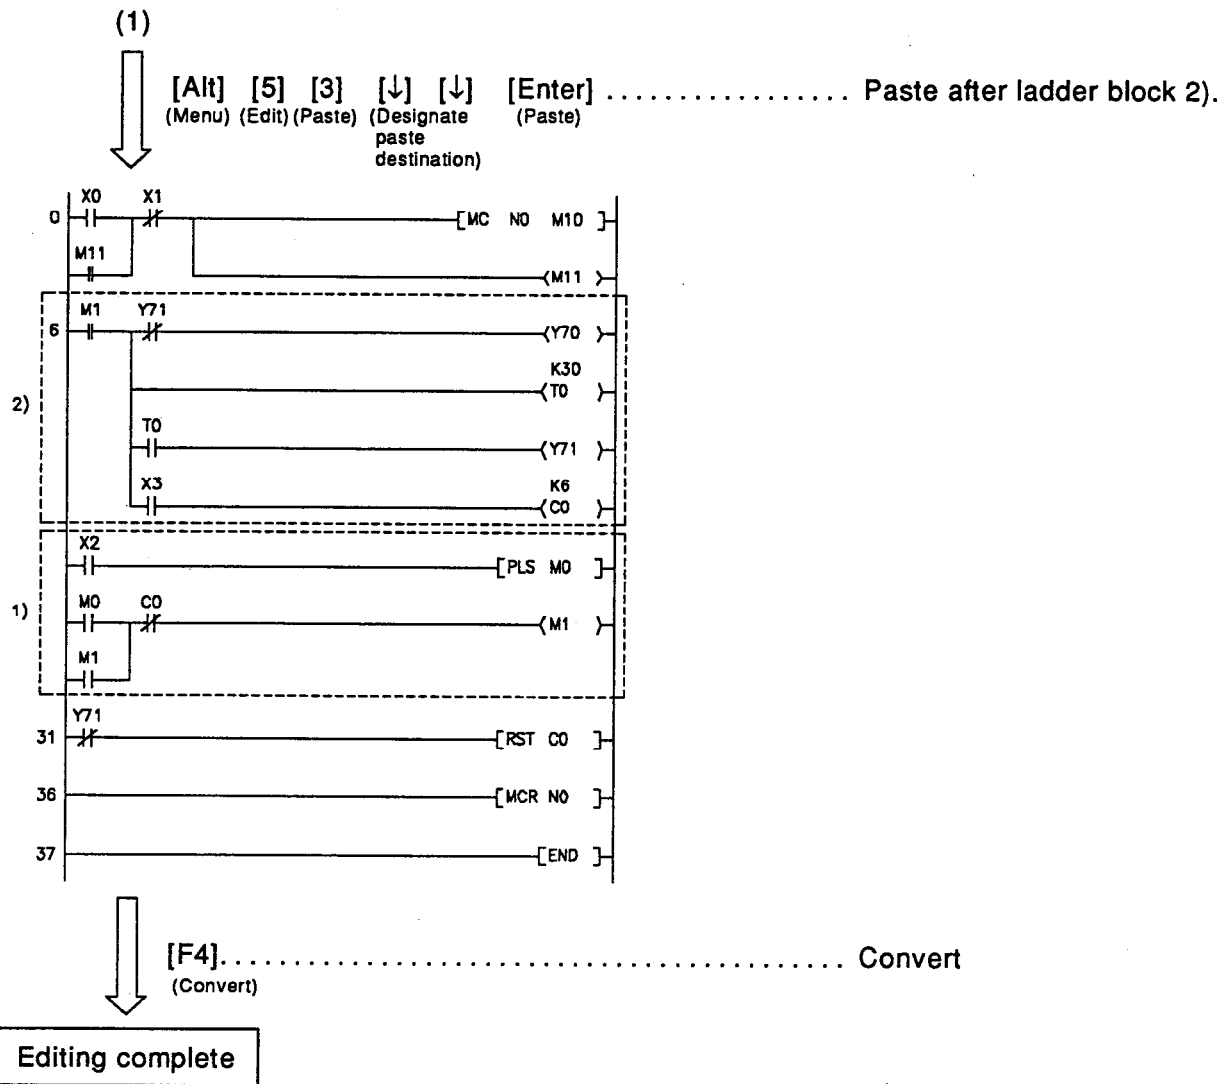 (1)
[Alt] [5] [3] [↓] [↓] [Enter] ................. Paste after ladder block 2).
(Menu) (Edit) (Paste) (Designate paste destination) (Paste)
X0 X1
0 [MC N0 M10 ]
M11
(M11 )
M1 Y71
6 (Y70 )
K30
(T0 )
2)
T0
(Y71 )
X3 K6
(C0 )
X2
[PLS M0 ]
M0 C0
1) (M1 )
M1
Y71
31 [RST C0 ]
36 [MCR N0 ]
37 [END ]
[F4]........................................... Convert
(Convert)
Editing complete